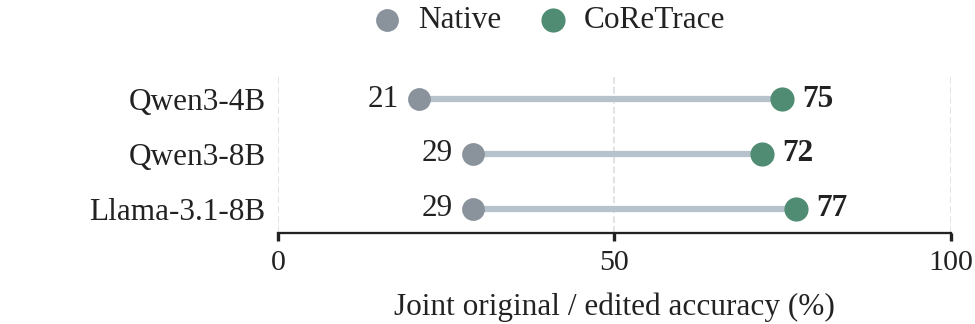 Native CoReTrace
Qwen3-4B 21 75
Qwen3-8B 29 72
Llama-3.1-8B 29 77
0 50 100
Joint original / edited accuracy (%)